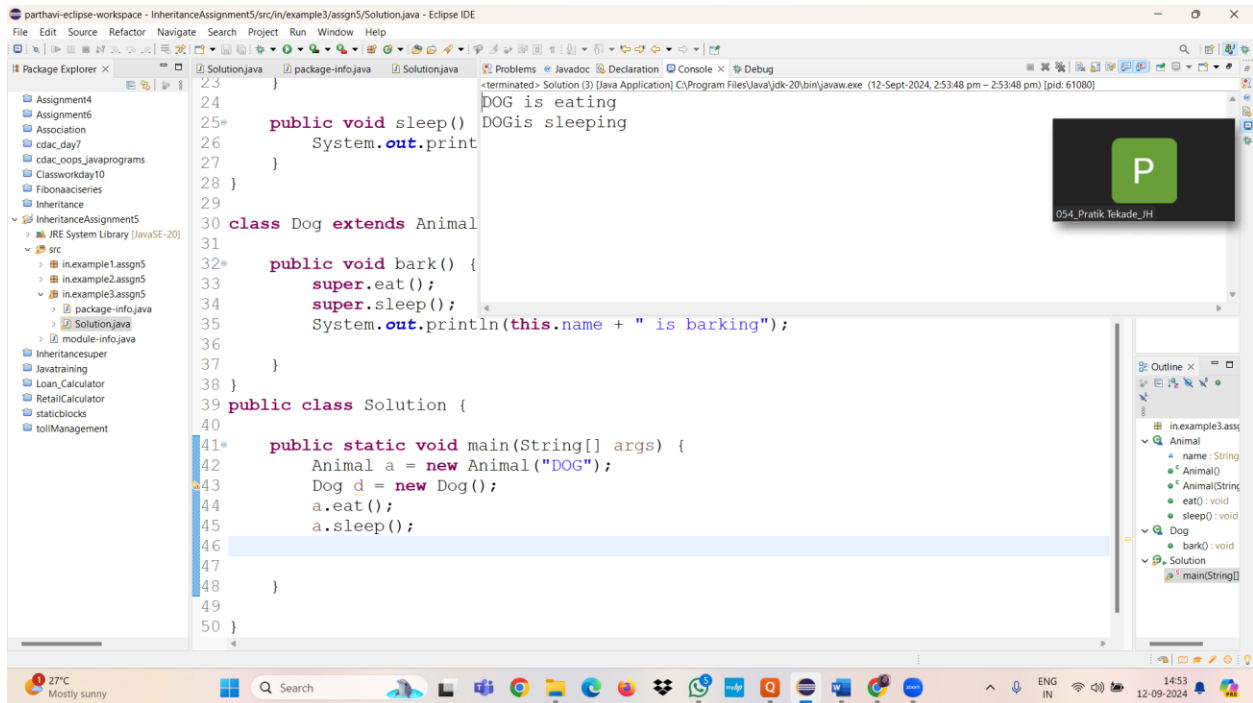 parthavi-eclipse-workspace - InheritanceAssignment5/src/in/example3/assgn5/Solution.java - Eclipse IDE
File Edit Source Refactor Navigate Search Project Run Window Help
Package Explorer
Solution.java package-info.java Solution.java
Problems Javadoc Declaration Console Debug
<terminated> Solution (3) [Java Application] C:\Program Files\Java\jdk-20\bin\javaw.exe (12-Sept-2024, 2:53:48 pm – 2:53:48 pm) [pid: 61080]
DOG is eating
DOGis sleeping
Assignment4
Assignment6
Association
cdac_day7
cdac_oops_javaprograms
Classworkday10
Fibonaaciseries
Inheritance
InheritanceAssignment5
JRE System Library [JavaSE-20]
src
in.example1.assgn5
in.example2.assgn5
in.example3.assgn5
package-info.java
Solution.java
module-info.java
Inheritancesuper
Javatraining
Loan_Calculator
RetailCalculator
staticblocks
tollManagement
23 }
24
25 public void sleep()
26 System.out.print
27 }
28 }
29
30 class Dog extends Animal
31
32 public void bark() {
33 super.eat();
34 super.sleep();
35 System.out.println(this.name + " is barking");
36
37 }
38 }
39 public class Solution {
40
41 public static void main(String[] args) {
42 Animal a = new Animal("DOG");
43 Dog d = new Dog();
44 a.eat();
45 a.sleep();
46
47
48 }
49
50 }
P
054_Pratik Tekade_JH
Outline
in.example3.assg
Animal
name : String
Animal()
Animal(String
eat() : void
sleep() : void
Dog
bark() : void
Solution
main(String[]
1
27°C
Mostly sunny
Search
5
mdp
Q
W
zoom
ENG
IN
14:53
12-09-2024
PRE